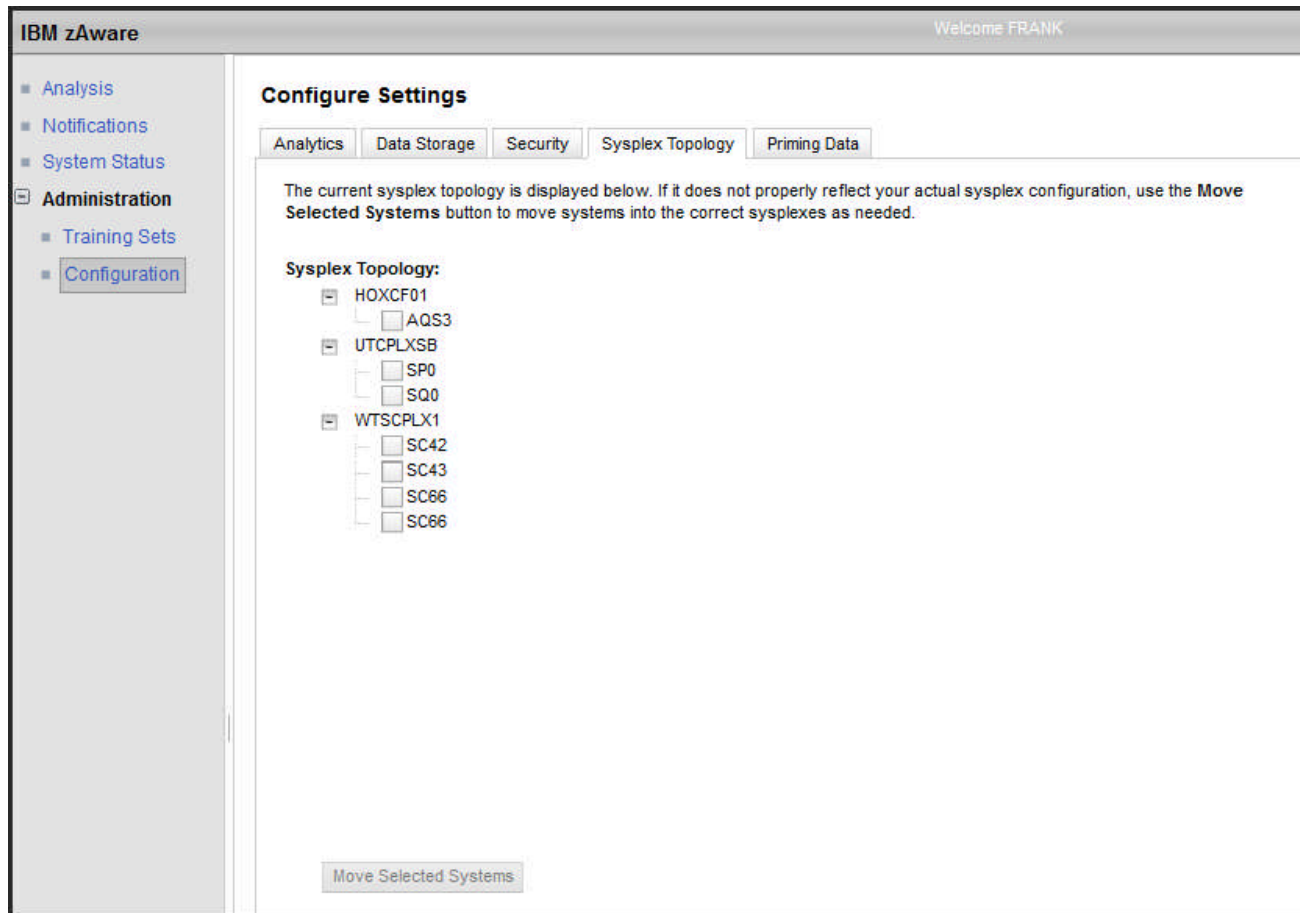 IBM zAware
Welcome FRANK
Analysis
Notifications
System Status
Administration
Training Sets
Configuration
Configure Settings
Analytics
Data Storage
Security
Sysplex Topology
Priming Data
The current sysplex topology is displayed below. If it does not properly reflect your actual sysplex configuration, use the Move
Selected Systems button to move systems into the correct sysplexes as needed.
Sysplex Topology:
HOXCF01
AQS3
UTCPLXSB
SP0
SQ0
WTSCPLX1
SC42
SC43
SC66
SC66
Move Selected Systems